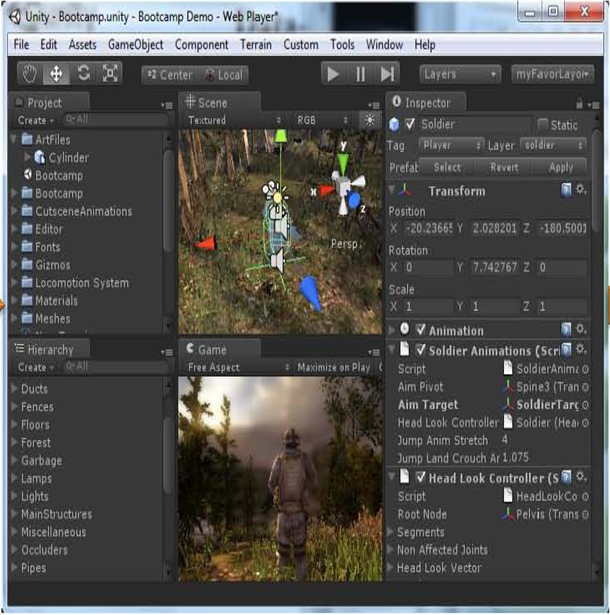 Unity - Bootcamp.unity - Bootcamp Demo - Web Player*
File Edit Assets GameObject Component Terrain Custom Tools Window Help
Center Local Layers myFavorLayou
Project
Create All
ArtFiles
Cylinder
Bootcamp
Bootcamp
CutsceneAnimations
Editor
Fonts
Gizmos
Locomotion System
Materials
Meshes
Scene
Textured RGB
y
x
z
Persp
Inspector
Soldier Static
Tag Player Layer soldier
Prefab Select Revert Apply
Transform
Position
X -20.2366 Y 2.028201 Z -180.5001
Rotation
X 0 Y 7.742767 Z 0
Scale
X 1 Y 1 Z 1
Animation
Soldier Animations (Scri
Script SoldierAnima
Aim Pivot Spine3 (Tran
Aim Target SoldierTarg
Head Look Controller Soldier (Hea
Jump Anim Stretch 4
Jump Land Crouch Ar 1.075
Head Look Controller (S
Script HeadLookCo
Root Node Pelvis (Trans
Segments
Non Affected Joints
Head Look Vector
Hierarchy
Create All
Ducts
Fences
Floors
Forest
Garbage
Lamps
Lights
MainStructures
Miscellaneous
Occluders
Pipes
Game
Free Aspect Maximize on Play